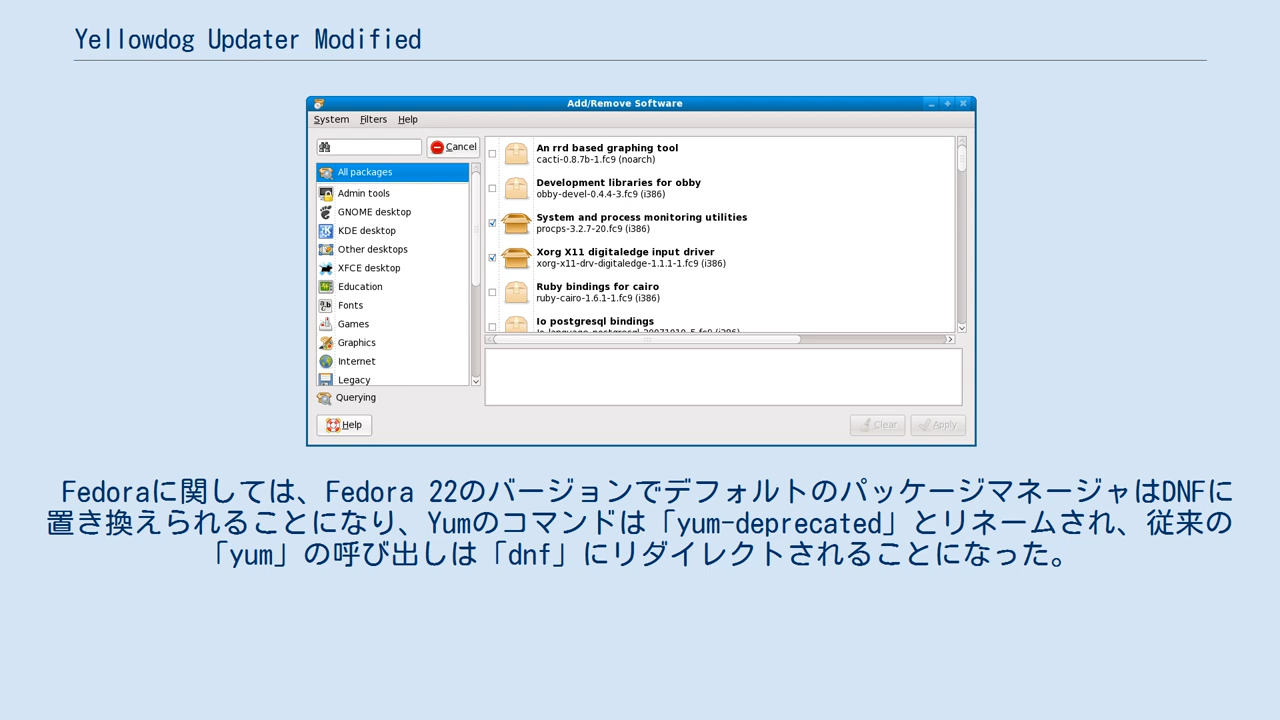 Yellowdog Updater Modified
Add/Remove Software
System Filters Help
Cancel
All packages
Admin tools
GNOME desktop
KDE desktop
Other desktops
XFCE desktop
Education
Fonts
Games
Graphics
Internet
Legacy
Querying
Help
An rrd based graphing tool
cacti-0.8.7b-1.fc9 (noarch)
Development libraries for obby
obby-devel-0.4.4-3.fc9 (i386)
System and process monitoring utilities
procps-3.2.7-20.fc9 (i386)
Xorg X11 digitaledge input driver
xorg-x11-drv-digitaledge-1.1.1-1.fc9 (i386)
Ruby bindings for cairo
ruby-cairo-1.6.1-1.fc9 (i386)
Io postgresql bindings
Clear Apply
Fedoraに関しては、Fedora 22のバージョンでデフォルトのパッケージマネージャはDNFに
置き換えられることになり、Yumのコマンドは「yum-deprecated」とリネームされ、従来の
「yum」の呼び出しは「dnf」にリダイレクトされることになった。